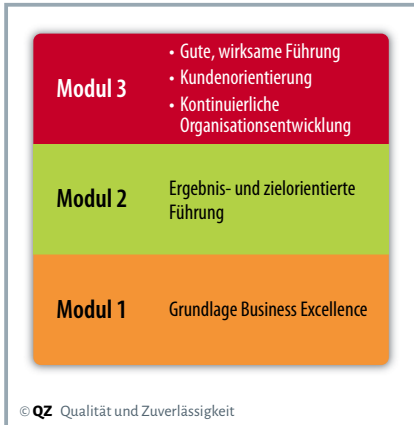 Modul 3
• Gute, wirksame Führung
• Kundenorientierung
• Kontinuierliche
Organisationsentwicklung
Modul 2
Ergebnis- und zielorientierte
Führung
Modul 1
Grundlage Business Excellence
© QZ Qualität und Zuverlässigkeit